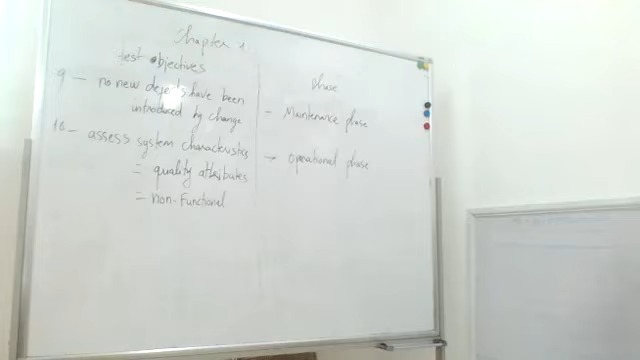 Chapter 1.
test objectives
phase
9 - no new defects have been
introduced by change
- Maintenance phase
10 - assess system characteristics
= quality attributes
= non-Functional
→ operational phase